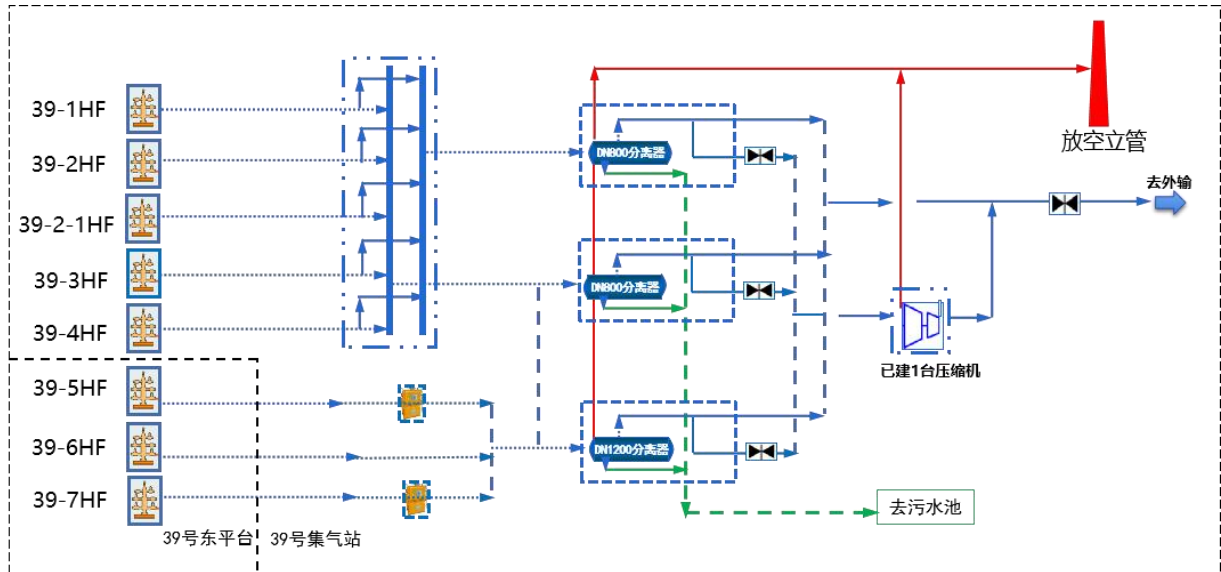 39-1HF
39-2HF
39-2-1HF
39-3HF
39-4HF
39-5HF
39-6HF
39-7HF
39号东平台
39号集气站
DN800分离器
DN800分离器
DN1200分离器
放空立管
去外输
已建1台压缩机
去污水池